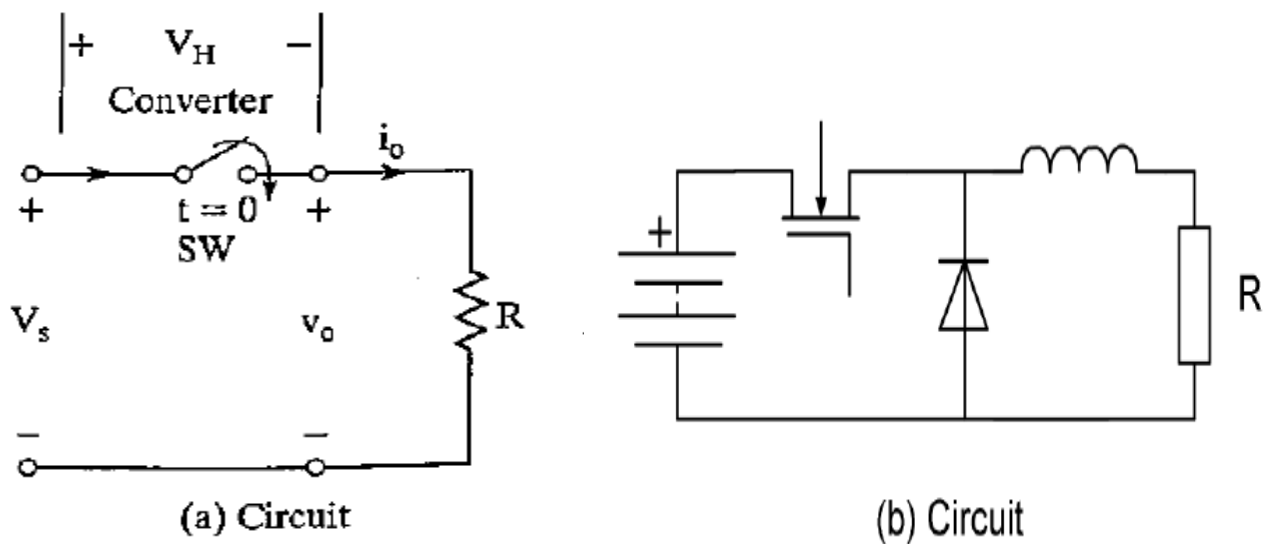 + V_H −
Converter
i_o
+ t = 0 +
SW
V_s v_o R
− −
(a) Circuit
+
R
(b) Circuit